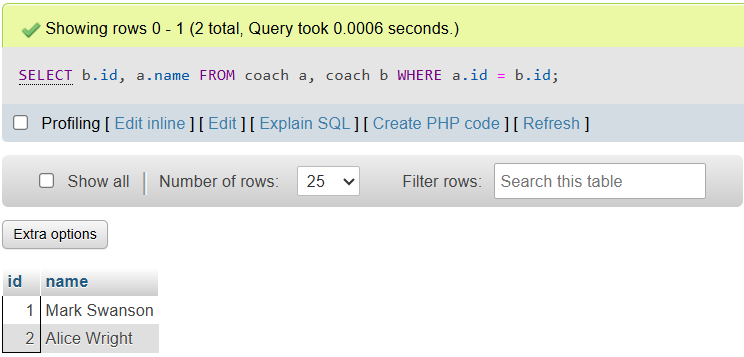 Showing rows 0 - 1 (2 total, Query took 0.0006 seconds.)
SELECT b.id, a.name FROM coach a, coach b WHERE a.id = b.id;
Profiling [ Edit inline ] [ Edit ] [ Explain SQL ] [ Create PHP code ] [ Refresh ]
Show all | Number of rows: 25 Filter rows: Search this table
Extra options
id name
1 Mark Swanson
2 Alice Wright